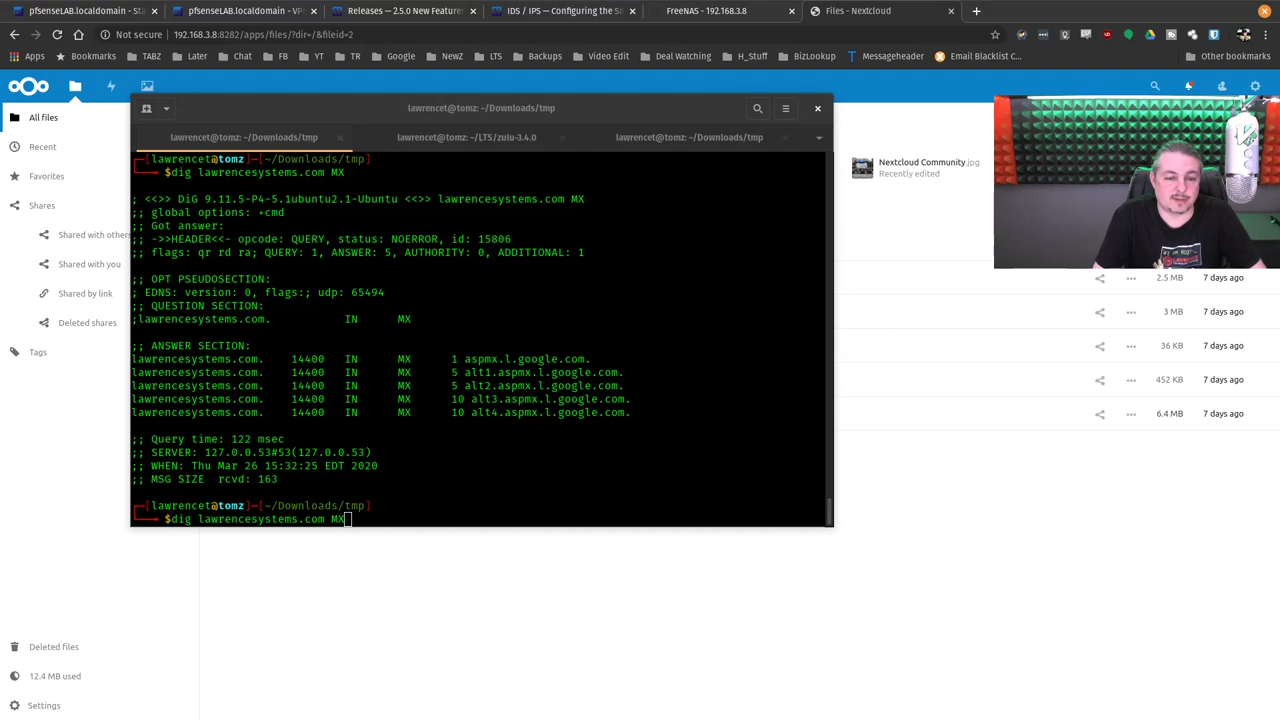 pfsenseLAB.localdomain - Sta
pfsenseLAB.localdomain - VP
Releases — 2.5.0 New Features
IDS / IPS — Configuring the Se
FreeNAS - 192.168.3.8
Files - Nextcloud
Not secure
192.168.3.8:8282/apps/files/?dir=/&fileid=2
Apps
Bookmarks
TABZ
Later
Chat
FB
YT
TR
Google
NewZ
LTS
Backups
Video Edit
Deal Watching
H_Stuff
BizLookup
Messageheader
Email Blacklist C
Other bookmarks
All files
Recent
Favorites
Shares
Shared with others
Shared with you
Shared by link
Deleted shares
Tags
Deleted files
12.4 MB used
Settings
lawrencet@tomz: ~/Downloads/tmp
lawrencet@tomz: ~/Downloads/tmp
lawrencet@tomz: ~/LTS/zulu-3.4.0
lawrencet@tomz: ~/Downloads/tmp
[lawrencet@tomz]─[~/Downloads/tmp]
$dig lawrencesystems.com MX
; <<>> DiG 9.11.5-P4-5.1ubuntu2.1-Ubuntu <<>> lawrencesystems.com MX
;; global options: +cmd
;; Got answer:
;; ->>HEADER<<- opcode: QUERY, status: NOERROR, id: 15806
;; flags: qr rd ra; QUERY: 1, ANSWER: 5, AUTHORITY: 0, ADDITIONAL: 1
;; OPT PSEUDOSECTION:
; EDNS: version: 0, flags:; udp: 65494
;; QUESTION SECTION:
;lawrencesystems.com. IN MX
;; ANSWER SECTION:
lawrencesystems.com. 14400 IN MX 1 aspmx.l.google.com.
lawrencesystems.com. 14400 IN MX 5 alt1.aspmx.l.google.com.
lawrencesystems.com. 14400 IN MX 5 alt2.aspmx.l.google.com.
lawrencesystems.com. 14400 IN MX 10 alt3.aspmx.l.google.com.
lawrencesystems.com. 14400 IN MX 10 alt4.aspmx.l.google.com.
;; Query time: 122 msec
;; SERVER: 127.0.0.53#53(127.0.0.53)
;; WHEN: Thu Mar 26 15:32:25 EDT 2020
;; MSG SIZE rcvd: 163
[lawrencet@tomz]─[~/Downloads/tmp]
$dig lawrencesystems.com MX
Nextcloud Community.jpg
Recently edited
2.5 MB 7 days ago
3 MB 7 days ago
36 KB 7 days ago
452 KB 7 days ago
6.4 MB 7 days ago